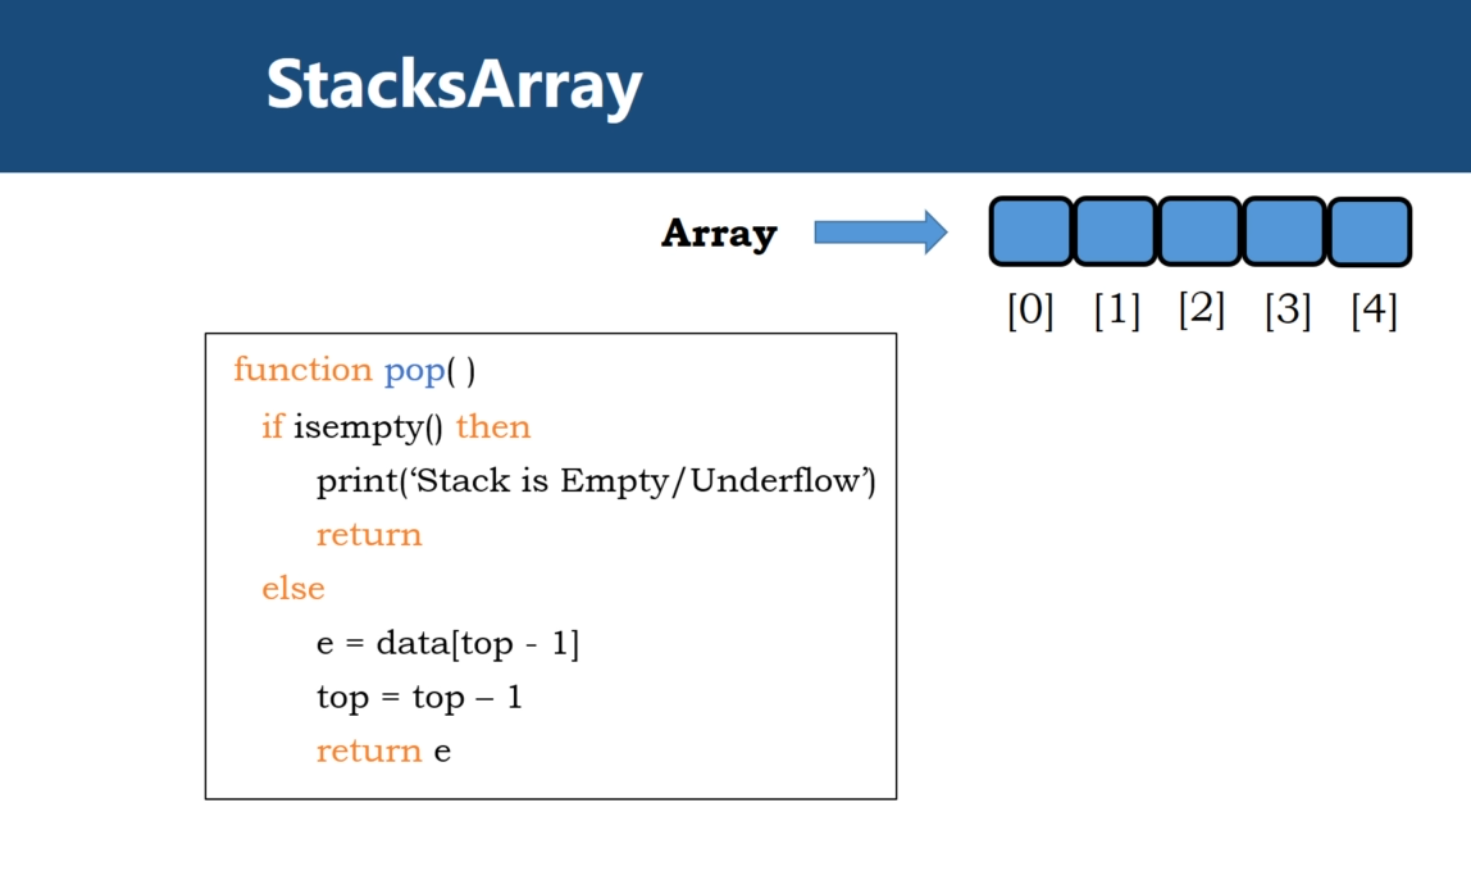 StacksArray
Array
[0] [1] [2] [3] [4]
function pop( )
if isempty() then
print(‘Stack is Empty/Underflow’)
return
else
e = data[top - 1]
top = top – 1
return e